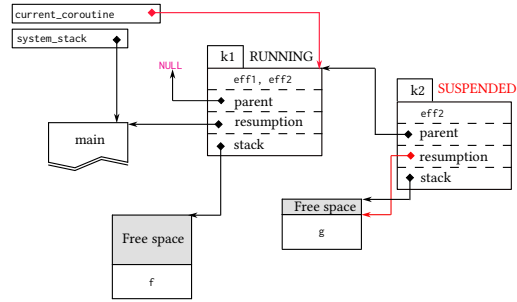 current_coroutine
system_stack
NULL
k1 RUNNING
eff1, eff2
parent
resumption
stack
main
k2 SUSPENDED
eff2
parent
resumption
stack
Free space
f
Free space
g